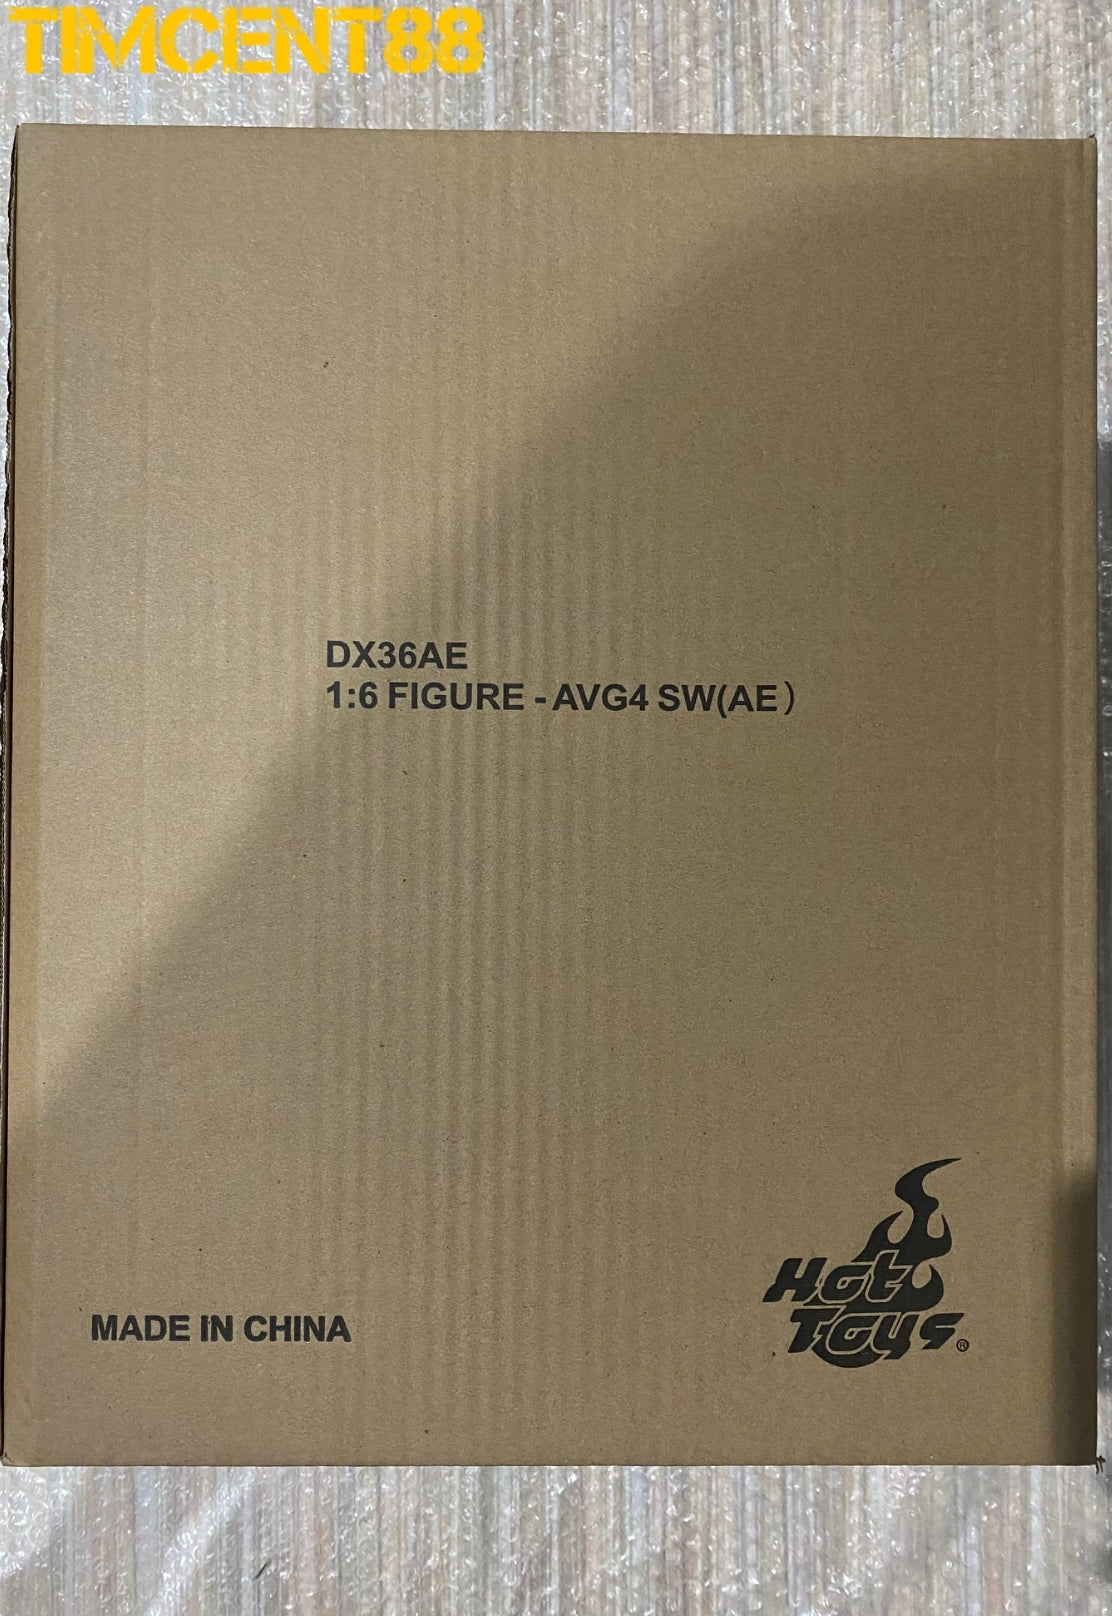 TIMCENT88
DX36AE
1:6 FIGURE - AVG4 SW(AE)
MADE IN CHINA
Hot
Toys®